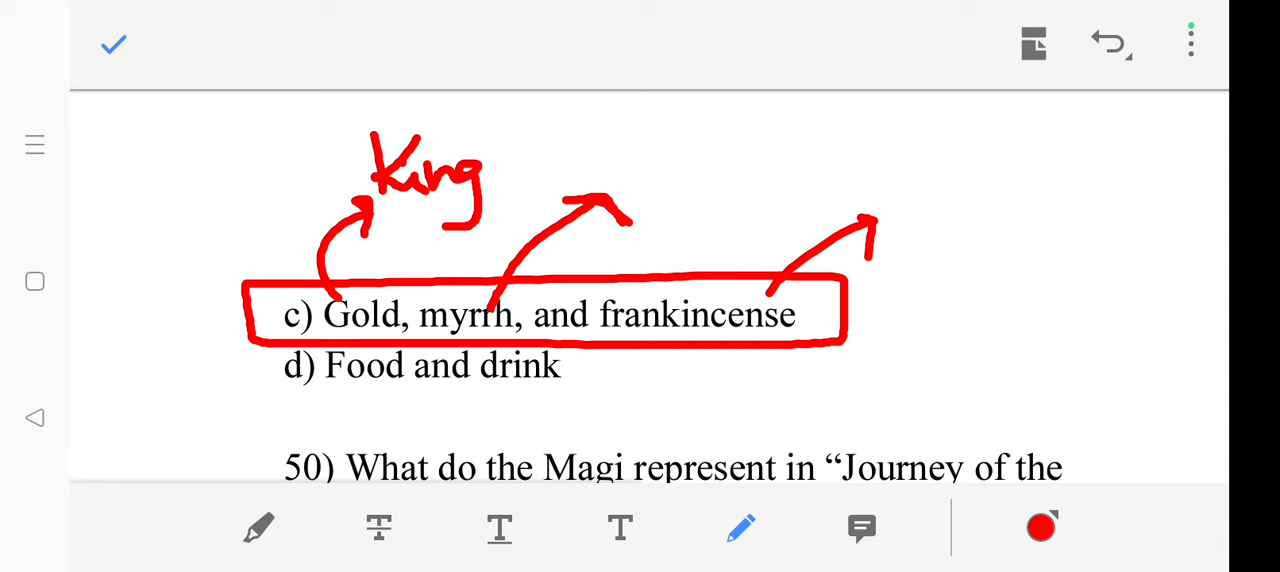 King
c) Gold, myrrh, and frankincense
d) Food and drink
50) What do the Magi represent in “Journey of the
T
T
T